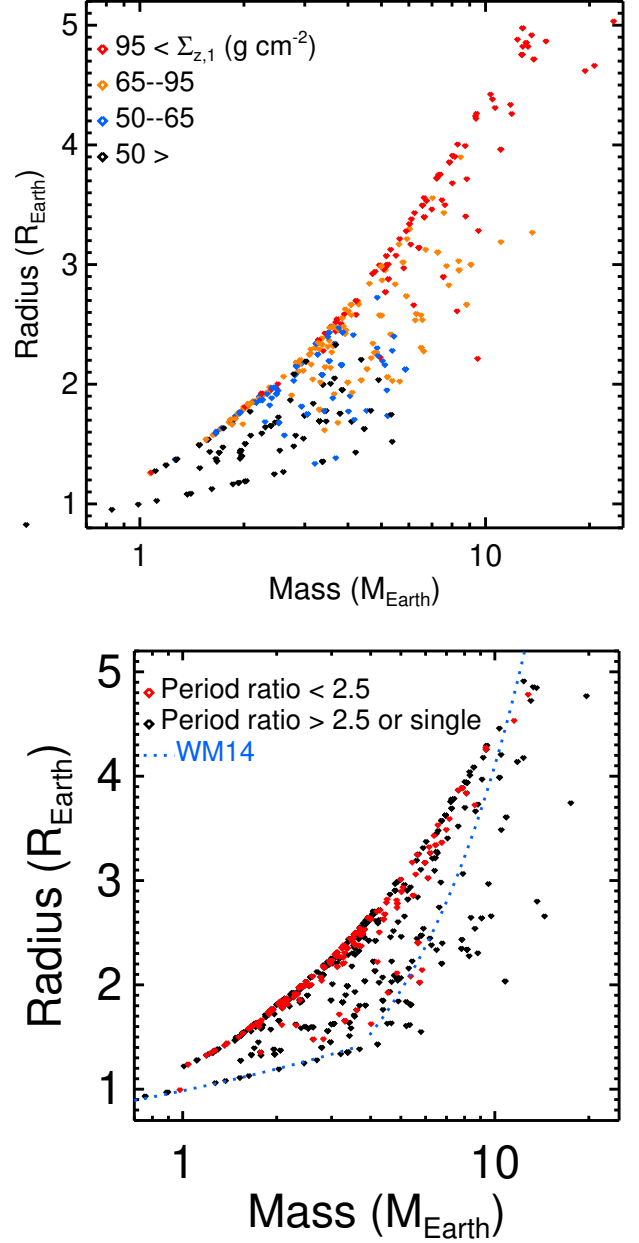 5
95 < Σz,1 (g cm-2)
65--95
50--65
50 >
4
3
2
1
Radius (REarth)
1
10
Mass (MEarth)
5
Period ratio < 2.5
Period ratio > 2.5 or single
WM14
4
3
2
1
Radius (REarth)
1
10
Mass (MEarth)